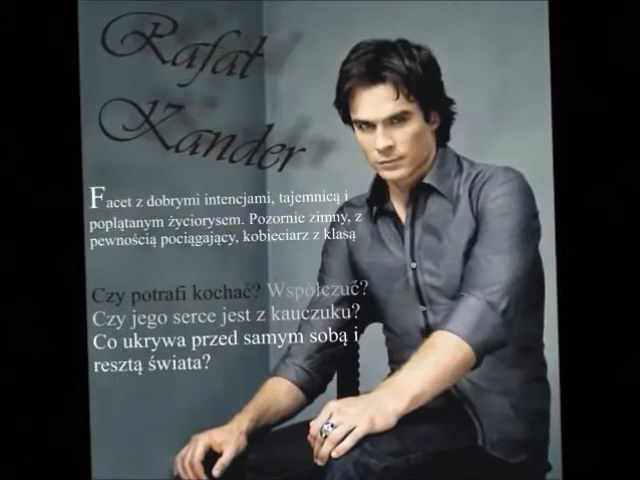 Rafał
Kander
Facet z dobrymi intencjami, tajemnicą i
poplątanym życiorysem. Pozornie zimny, z
pewnością pociągający, kobieciarz z klasą
Czy potrafi kochać? Współczuć?
Czy jego serce jest z kauczuku?
Co ukrywa przed samym sobą i
resztą świata?